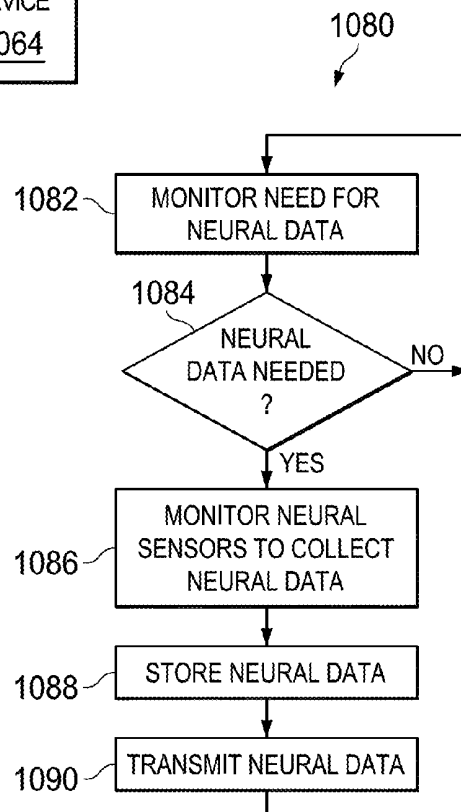 064
1080
1082
MONITOR NEED FOR
NEURAL DATA
1084
NEURAL
DATA NEEDED
?
NO
YES
1086
MONITOR NEURAL
SENSORS TO COLLECT
NEURAL DATA
1088
STORE NEURAL DATA
1090
TRANSMIT NEURAL DATA